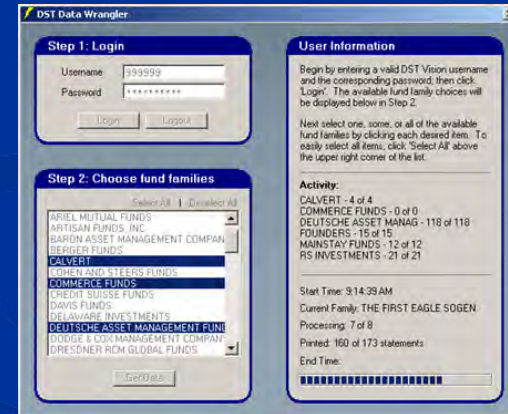 DST Data Wrangler
Step 1: Login
Username 999999
Password **********
Login Logout
Step 2: Choose fund families
Select All | Deselect All
ARIEL MUTUAL FUNDS
ARTISAN FUNDS, INC.
BARON ASSET MANAGEMENT COMPAN
BERGER FUNDS
CALVERT
COHEN AND STEERS FUNDS
COMMERCE FUNDS
CREDIT SUISSE FUNDS
DAVIS FUNDS
DELAWARE INVESTMENTS
DEUTSCHE ASSET MANAGEMENT FUND
DODGE & COX MANAGEMENT COMPAN
DRESDNER RCM GLOBAL FUNDS
Get Data
User Information
Begin by entering a valid DST Vision username
and the corresponding password; then click
'Login'. The available fund family choices will
be displayed below in Step 2.
Next select one, some, or all of the available
fund families by clicking each desired item. To
easily select all items, click 'Select All' above
the upper right corner of the list.
Activity:
CALVERT - 4 of 4
COMMERCE FUNDS - 0 of 0
DEUTSCHE ASSET MANAG - 118 of 118
FOUNDERS - 15 of 15
MAINSTAY FUNDS - 12 of 12
RS INVESTMENTS - 21 of 21
Start Time: 9:14:39 AM
Current Family: THE FIRST EAGLE SOGEN
Processing: 7 of 8
Printed: 160 of 173 statements
End Time: